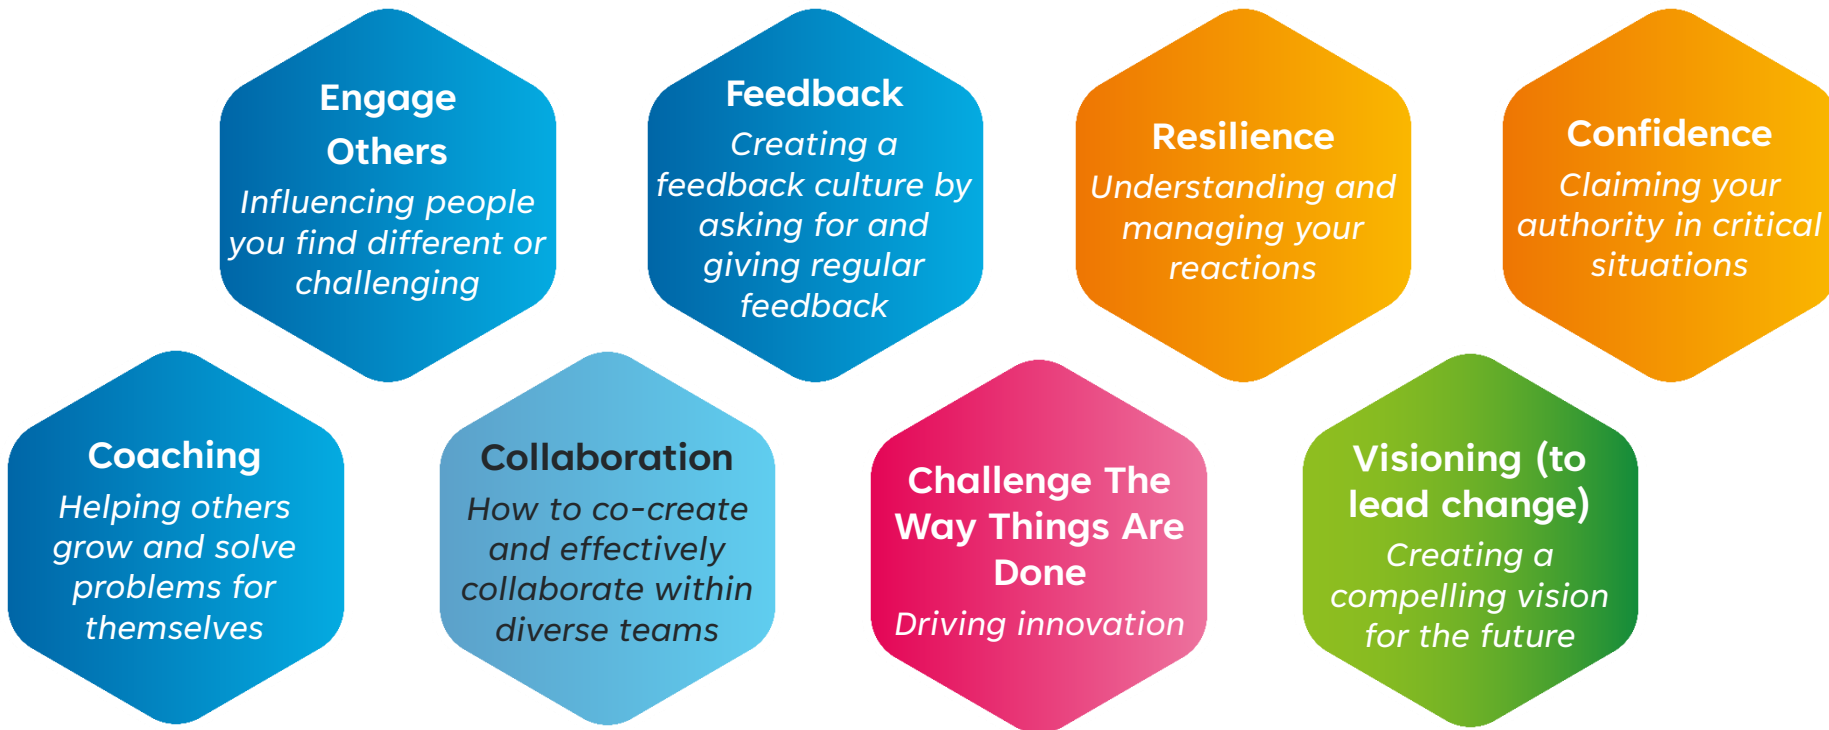 Engage
Others
Influencing people
you find different or
challenging
Feedback
Creating a
feedback culture by
asking for and
giving regular
feedback
Resilience
Understanding and
managing your
reactions
Confidence
Claiming your
authority in critical
situations
Coaching
Helping others
grow and solve
problems for
themselves
Collaboration
How to co-create
and effectively
collaborate within
diverse teams
Challenge The
Way Things Are
Done
Driving innovation
Visioning (to
lead change)
Creating a
compelling vision
for the future